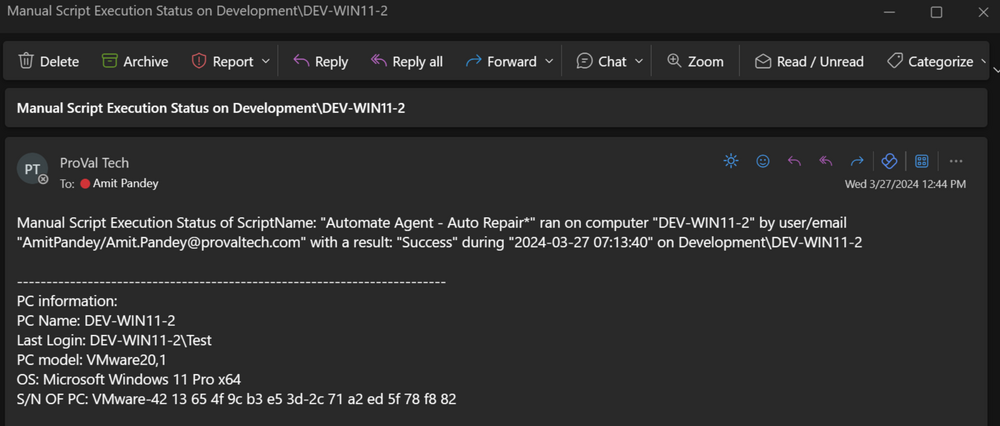 Manual Script Execution Status on Development\DEV-WIN11-2
Delete Archive Report Reply Reply all Forward Chat Zoom Read / Unread Categorize
Manual Script Execution Status on Development\DEV-WIN11-2
PT
ProVal Tech
To: Amit Pandey
Wed 3/27/2024 12:44 PM
Manual Script Execution Status of ScriptName: "Automate Agent - Auto Repair*" ran on computer "DEV-WIN11-2" by user/email
"AmitPandey/Amit.Pandey@provaltech.com" with a result: "Success" during "2024-03-27 07:13:40" on Development\DEV-WIN11-2
-----------------------------------------------------------------------------
PC information:
PC Name: DEV-WIN11-2
Last Login: DEV-WIN11-2\Test
PC model: VMware20,1
OS: Microsoft Windows 11 Pro x64
S/N OF PC: VMware-42 13 65 4f 9c b3 e5 3d-2c 71 a2 ed 5f 78 f8 82